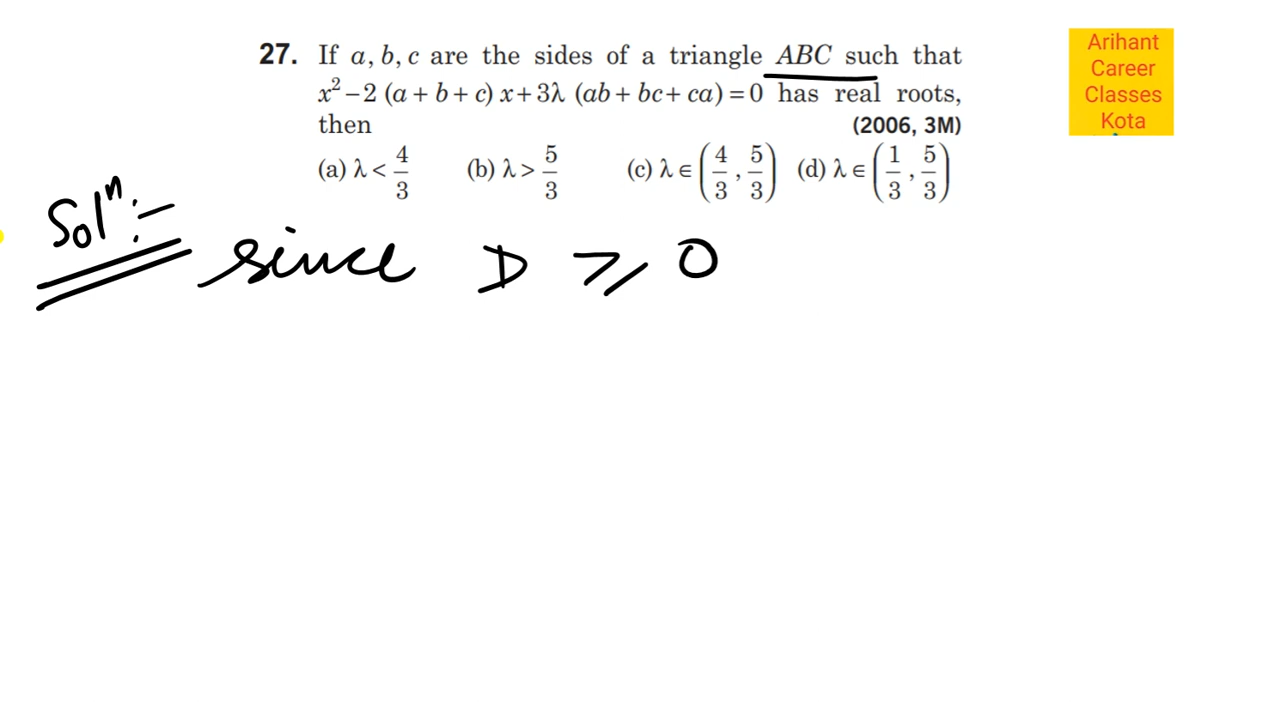 27. If a, b, c are the sides of a triangle ABC such that
x² – 2 (a + b + c) x + 3λ (ab + bc + ca) = 0 has real roots,
then (2006, 3M)
(a) λ < 4/3 (b) λ > 5/3 (c) λ ∈ (4/3, 5/3) (d) λ ∈ (1/3, 5/3)
Arihant
Career
Classes
Kota
Solⁿ:-
since D ⩾ 0